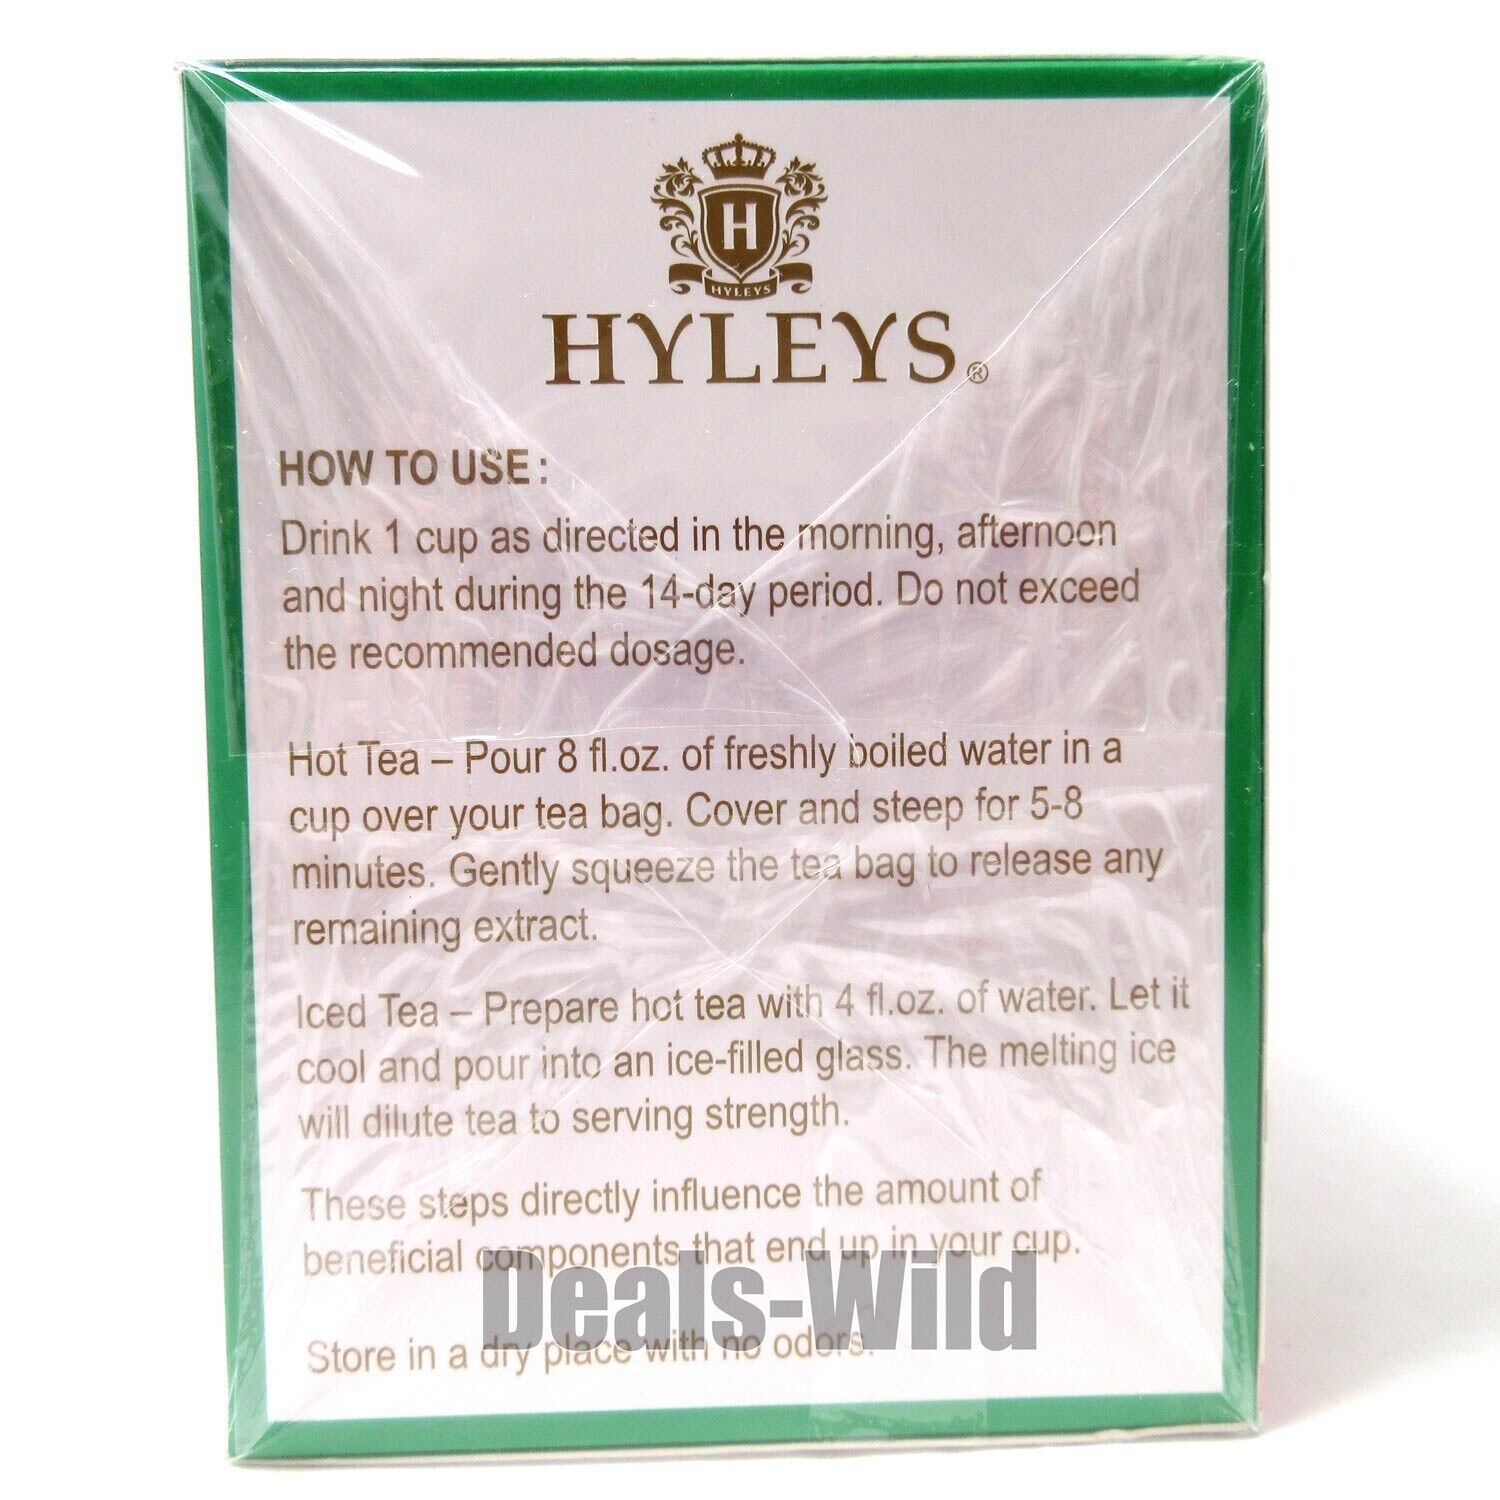 H
HYLEYS
HYLEYS®
HOW TO USE :
Drink 1 cup as directed in the morning, afternoon
and night during the 14-day period. Do not exceed
the recommended dosage.
Hot Tea – Pour 8 fl.oz. of freshly boiled water in a
cup over your tea bag. Cover and steep for 5-8
minutes. Gently squeeze the tea bag to release any
remaining extract.
Iced Tea – Prepare hot tea with 4 fl.oz. of water. Let it
cool and pour into an ice-filled glass. The melting ice
will dilute tea to serving strength.
These steps directly influence the amount of
beneficial components that end up in your cup.
Deals-Wild
Store in a dry place with no odors.